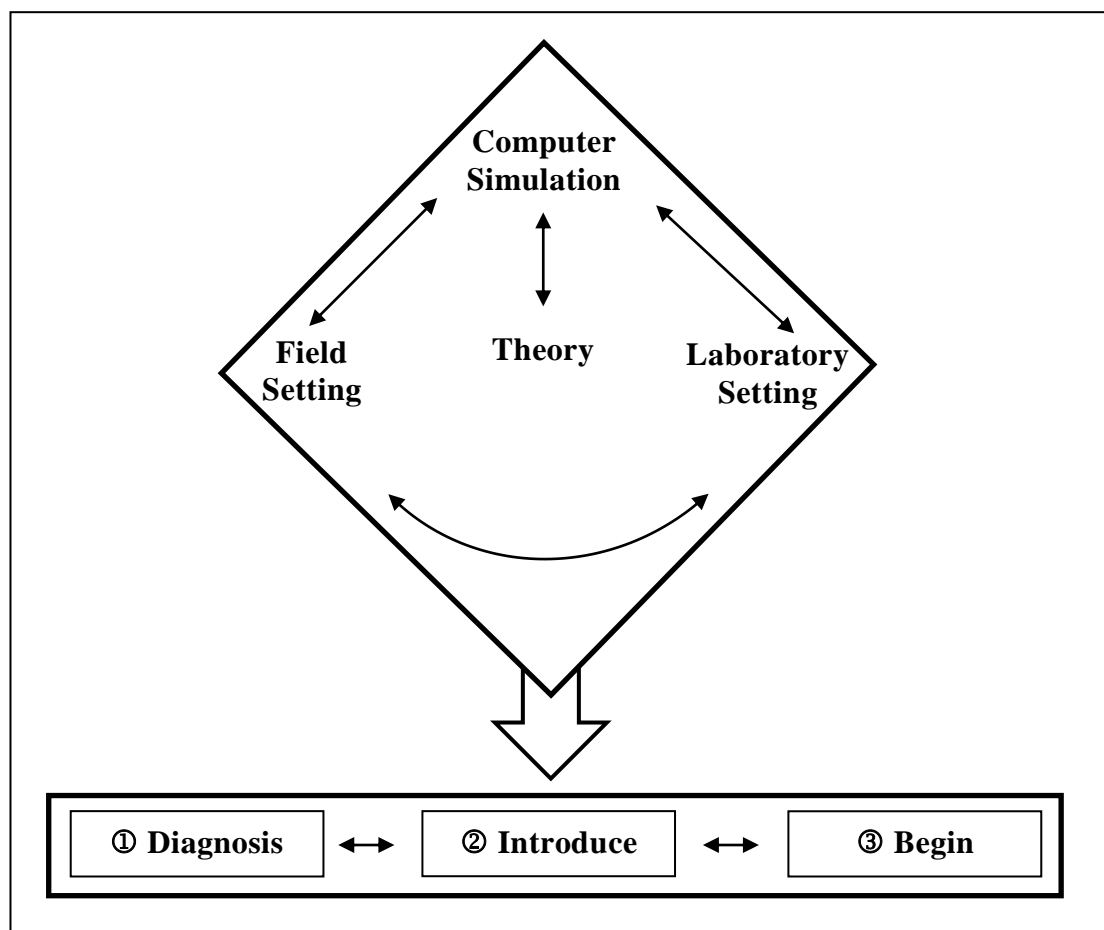 Computer
Simulation
Field
Setting
Theory
Laboratory
Setting
① Diagnosis
② Introduce
③ Begin